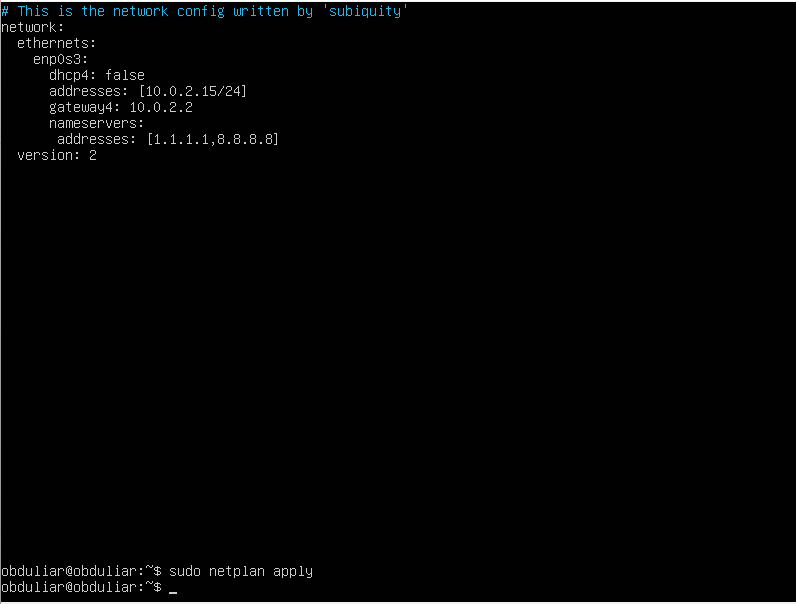 # This is the network config written by 'subiquity'
network:
  ethernets:
    enp0s3:
      dhcp4: false
      addresses: [10.0.2.15/24]
      gateway4: 10.0.2.2
      nameservers:
       addresses: [1.1.1.1,8.8.8.8]
  version: 2
obduliar@obduliar:~$ sudo netplan apply
obduliar@obduliar:~$ _